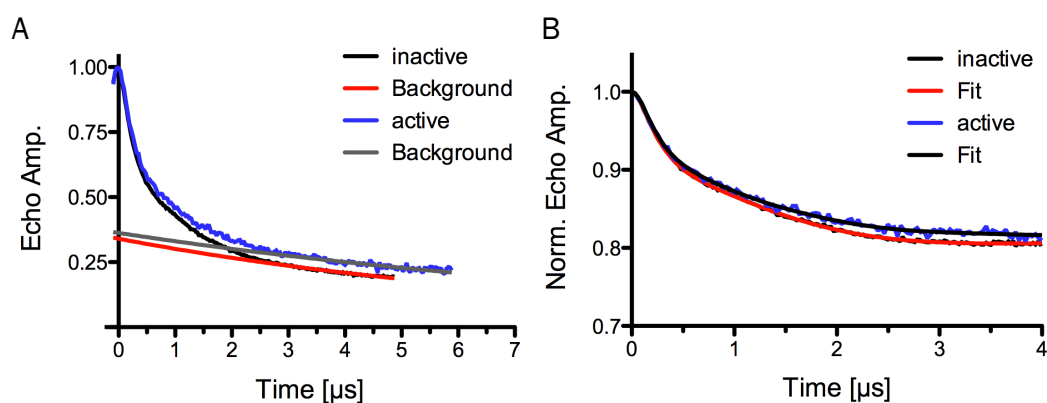 A
Echo Amp.
1.00
0.75
0.50
0.25
inactive
Background
active
Background
0 1 2 3 4 5 6 7
Time [µs]
B
Norm. Echo Amp.
1.0
0.9
0.8
0.7
inactive
Fit
active
Fit
0 1 2 3 4
Time [µs]